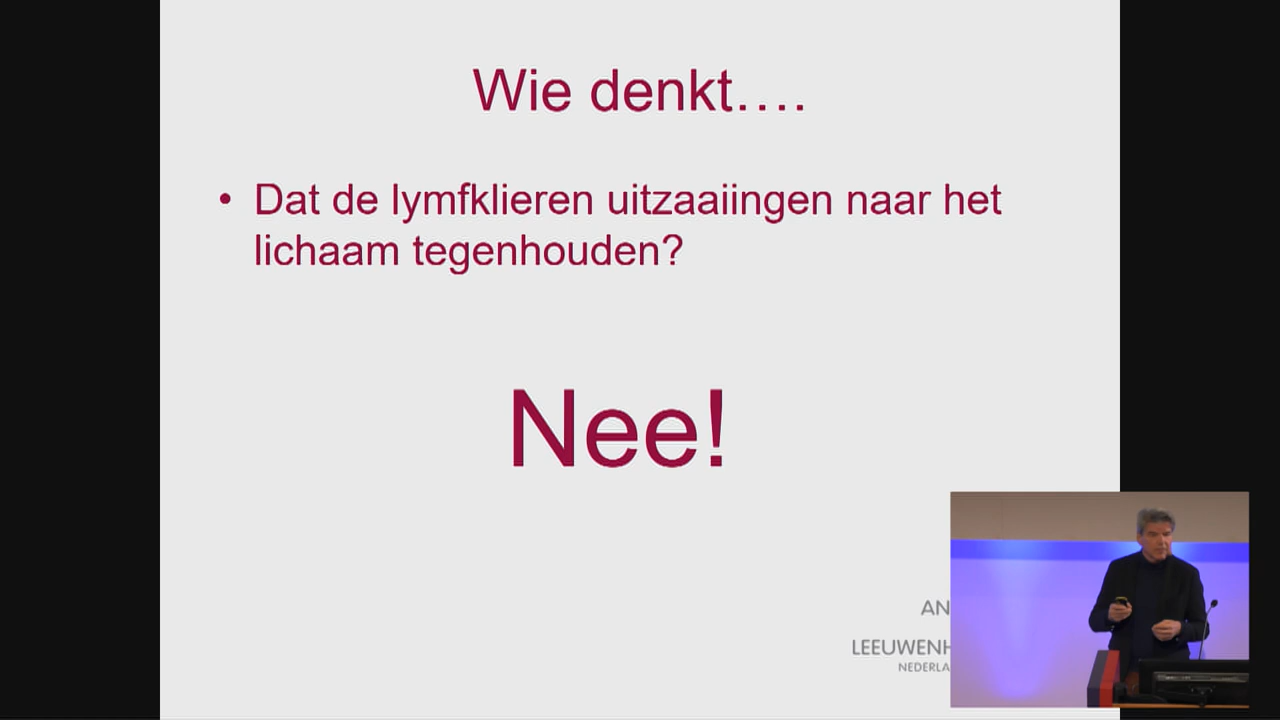 Wie denkt....
• Dat de lymfklieren uitzaaiingen naar het
lichaam tegenhouden?
Nee!
AN
LEEUWENH
NEDERLA